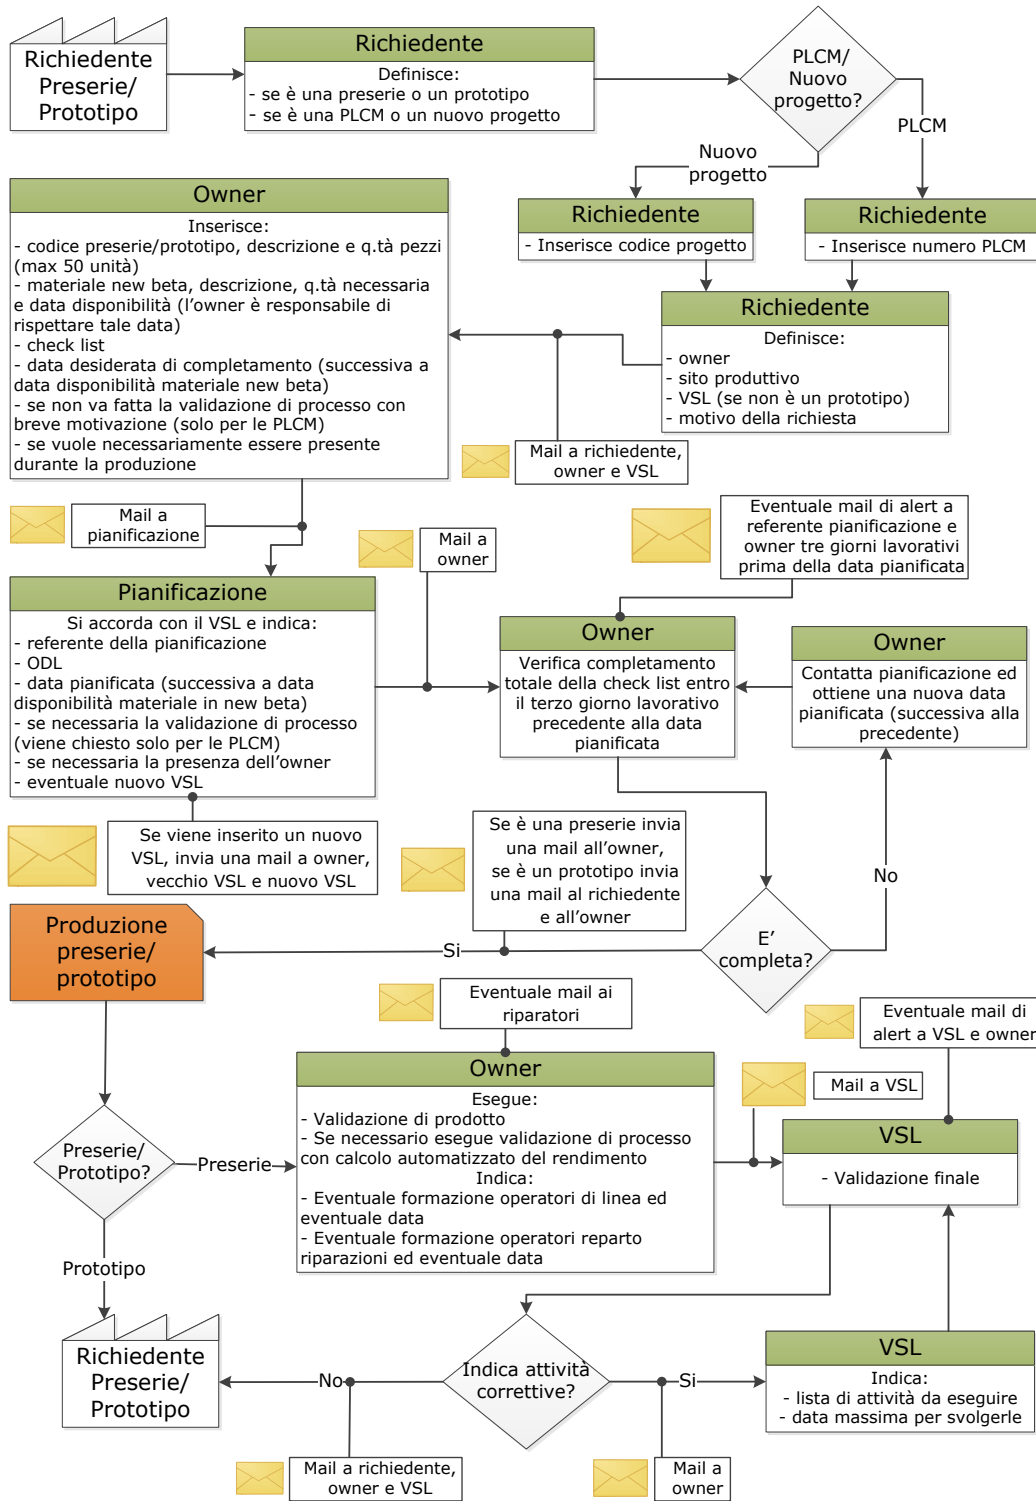 Richiedente
Preserie/
Prototipo
Richiedente
Definisce:
- se è una preserie o un prototipo
- se è una PLCM o un nuovo progetto
PLCM/
Nuovo
progetto?
PLCM
Nuovo
progetto
Richiedente
- Inserisce codice progetto
Richiedente
- Inserisce numero PLCM
Richiedente
Definisce:
- owner
- sito produttivo
- VSL (se non è un prototipo)
- motivo della richiesta
Mail a richiedente,
owner e VSL
Owner
Inserisce:
- codice preserie/prototipo, descrizione e q.tà pezzi
(max 50 unità)
- materiale new beta, descrizione, q.tà necessaria
e data disponibilità (l’owner è responsabile di
rispettare tale data)
- check list
- data desiderata di completamento (successiva a
data disponibilità materiale new beta)
- se non va fatta la validazione di processo con
breve motivazione (solo per le PLCM)
- se vuole necessariamente essere presente
durante la produzione
Mail a
pianificazione
Pianificazione
Si accorda con il VSL e indica:
- referente della pianificazione
- ODL
- data pianificata (successiva a data
disponibilità materiale in new beta)
- se necessaria la validazione di processo
(viene chiesto solo per le PLCM)
- se necessaria la presenza dell’owner
- eventuale nuovo VSL
Se viene inserito un nuovo
VSL, invia una mail a owner,
vecchio VSL e nuovo VSL
Mail a
owner
Eventuale mail di alert a
referente pianificazione e
owner tre giorni lavorativi
prima della data pianificata
Owner
Verifica completamento
totale della check list entro
il terzo giorno lavorativo
precedente alla data
pianificata
Owner
Contatta pianificazione ed
ottiene una nuova data
pianificata (successiva alla
precedente)
Se è una preserie invia
una mail all’owner,
se è un prototipo invia
una mail al richiedente
e all’owner
No
E’
completa?
Si
Produzione
preserie/
prototipo
Eventuale mail ai
riparatori
Owner
Esegue:
- Validazione di prodotto
- Se necessario esegue validazione di processo
con calcolo automatizzato del rendimento
Indica:
- Eventuale formazione operatori di linea ed
eventuale data
- Eventuale formazione operatori reparto
riparazioni ed eventuale data
Preserie/
Prototipo?
Preserie
Prototipo
Eventuale mail di
alert a VSL e owner
Mail a VSL
VSL
- Validazione finale
Richiedente
Preserie/
Prototipo
No
Indica attività
correttive?
Si
VSL
Indica:
- lista di attività da eseguire
- data massima per svolgerle
Mail a richiedente,
owner e VSL
Mail a
owner